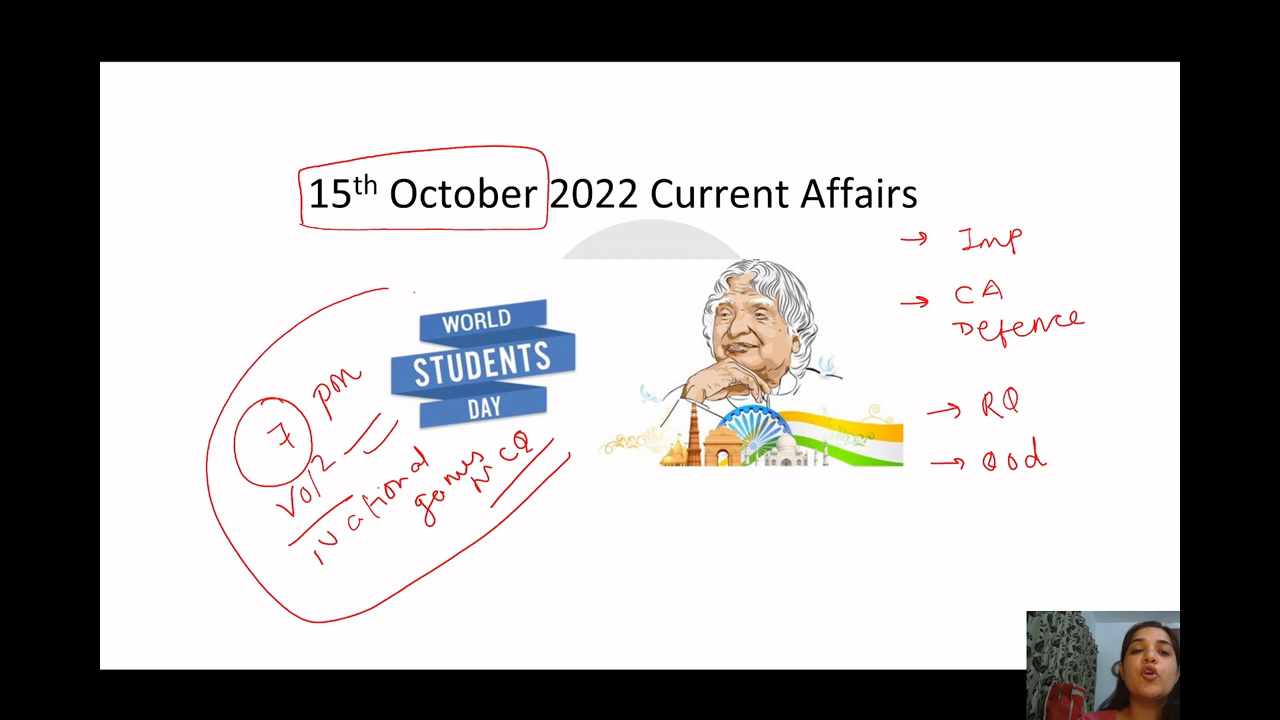 15th October 2022 Current Affairs
→ Imp
WORLD
STUDENTS
DAY
→ CA
Defence
→ RQ
→ QOd
7 pm
Vol 2
National
games MCQ